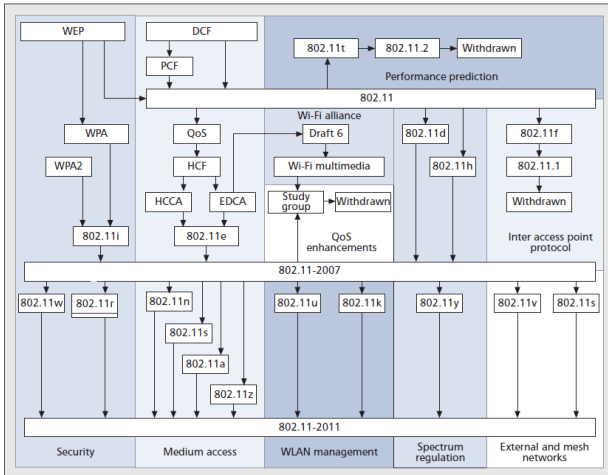 WEP
DCF
802.11t
802.11.2
Withdrawn
PCF
Performance prediction
802.11
Wi-Fi alliance
WPA
QoS
Draft 6
802.11d
802.11f
WPA2
HCF
Wi-Fi multimedia
802.11h
802.11.1
HCCA
EDCA
Study
group
Withdrawn
Withdrawn
802.11i
802.11e
QoS
enhancements
Inter access point
protocol
802.11-2007
802.11w
802.11r
802.11n
802.11u
802.11k
802.11y
802.11v
802.11s
802.11s
802.11a
802.11z
802.11-2011
Security
Medium access
WLAN management
Spectrum
regulation
External and mesh
networks